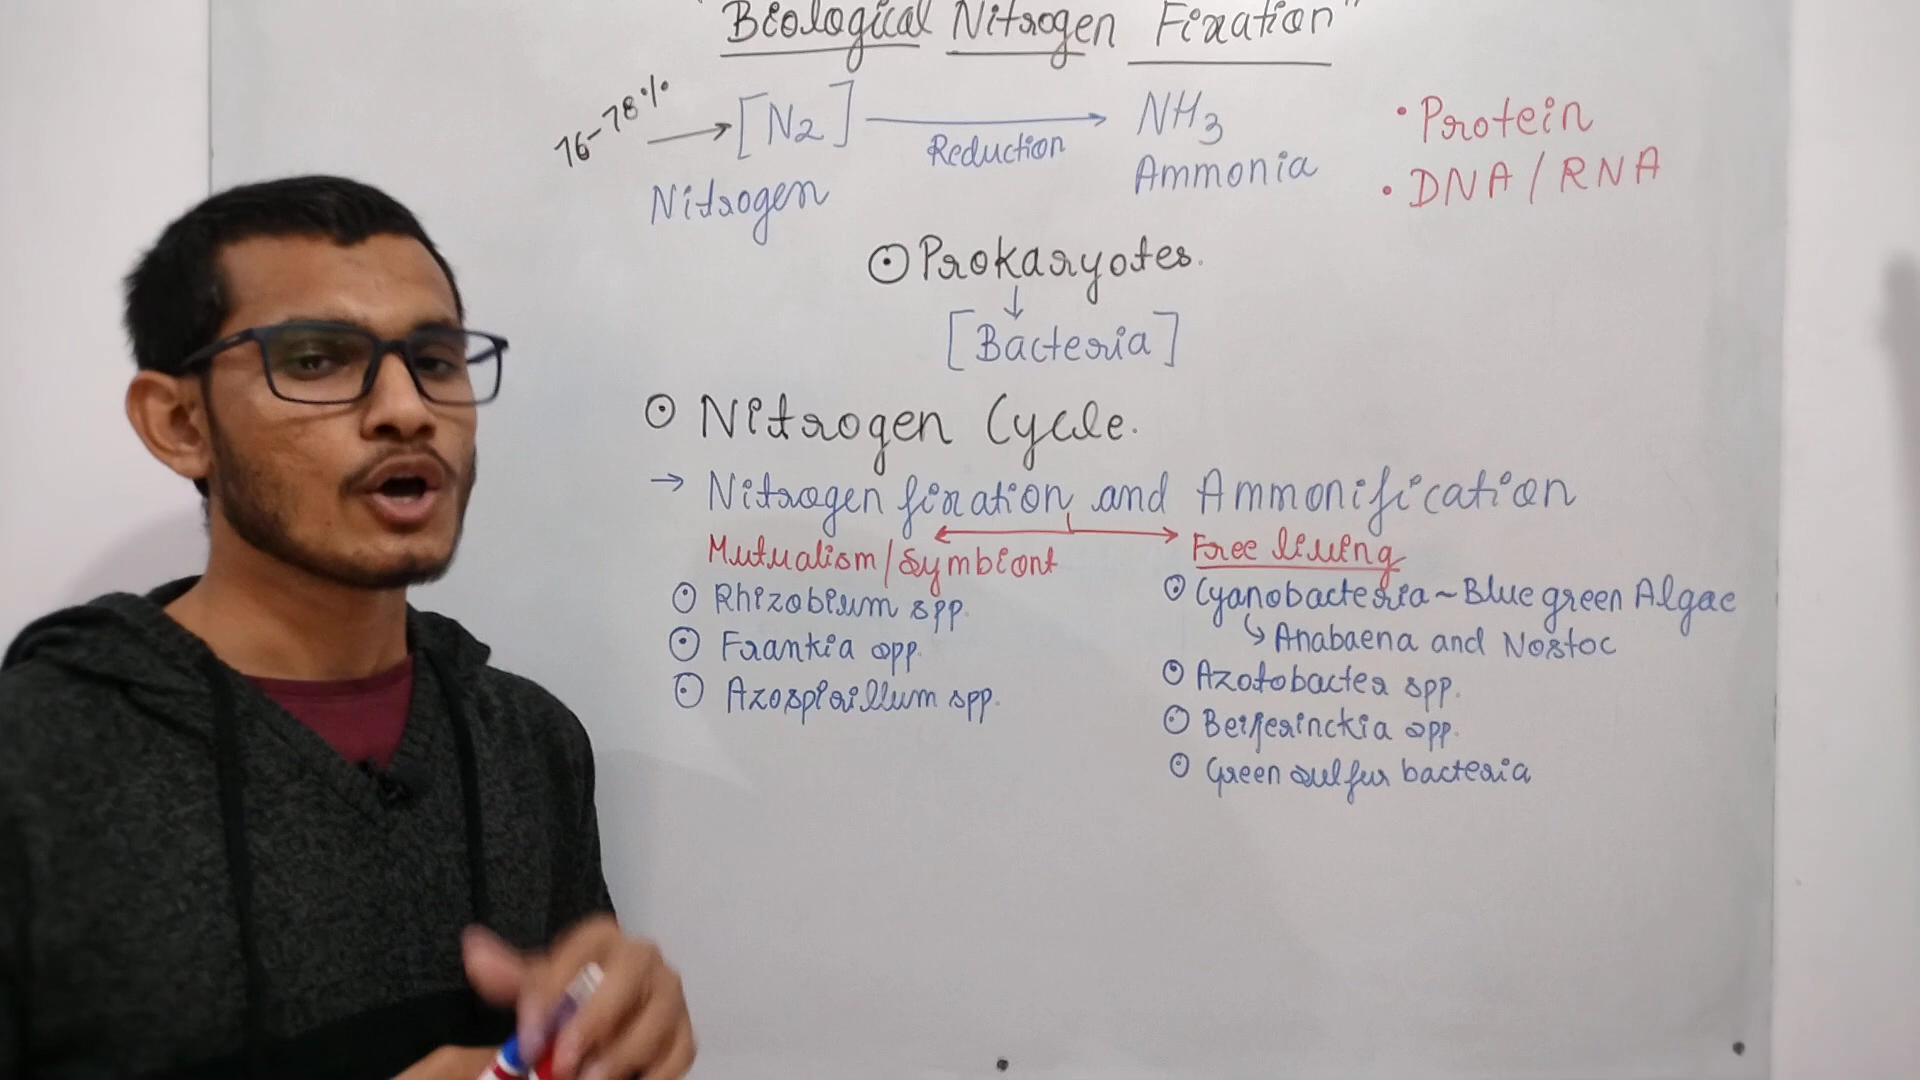 "Biological Nitrogen Fixation"
76-78% → [N2] → NH3
Reduction
Nitrogen
Ammonia
• Protein
• DNA / RNA
⊙ Prokaryotes.
↓
[Bacteria]
⊙ Nitrogen Cycle.
→ Nitrogen fixation and Ammonification
Mutualism/Symbiont
⊙ Rhizobium spp.
⊙ Frankia spp.
⊙ Azospirillum spp.
Free living
⊙ Cyanobacteria ~ Blue green Algae
↳ Anabaena and Nostoc
⊙ Azotobacter spp.
⊙ Beijerinckia spp.
⊙ Green sulfur bacteria